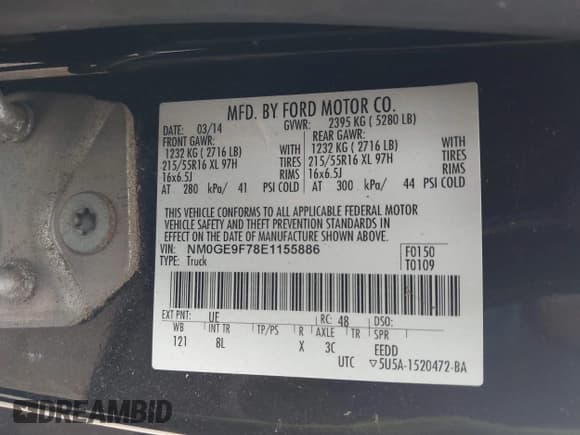 MFD. BY FORD MOTOR CO.
DATE: 03/14 GVWR: 2395 KG ( 5280 LB)
FRONT GAWR: REAR GAWR:
1232 KG ( 2716 LB) 1232 KG ( 2716 LB)
215/55R16 XL 97H TIRES 215/55R16 XL 97H TIRES
16x6.5J RIMS 16x6.5J RIMS
AT 280 kPa/ 41 PSI COLD AT 300 kPa/ 44 PSI COLD
THIS VEHICLE CONFORMS TO ALL APPLICABLE FEDERAL MOTOR
VEHICLE SAFETY AND THEFT PREVENTION STANDARDS IN
EFFECT ON THE DATE OF MANUFACTURE SHOWN ABOVE.
VIN: NM0GE9F78E1155886 F0150
TYPE: Truck T0109
EXT PNT: UE RC: 48 DSO:
WB INT TR TP/PS R AXLE TR SPR
121 8L X 3C EEDD
UTC ▽5U5A-1520472-BA
DREAMBID